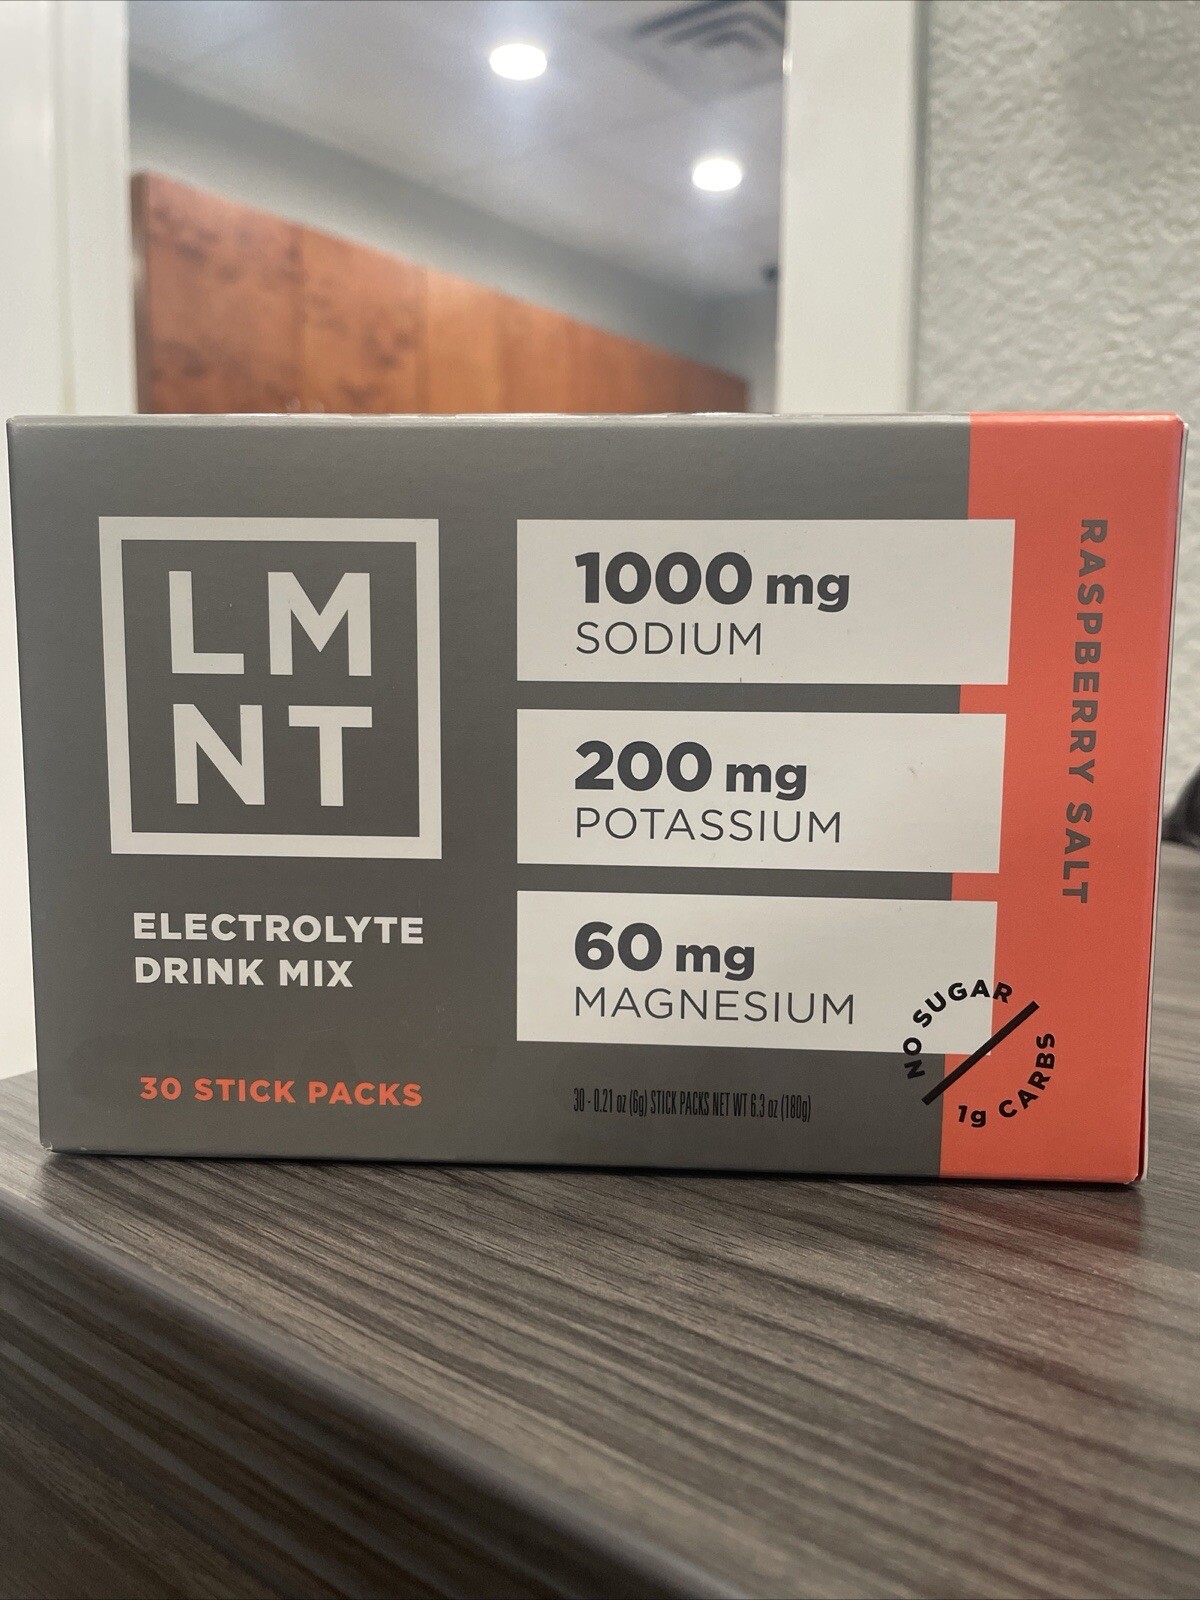 LM
NT
ELECTROLYTE
DRINK MIX
30 STICK PACKS
1000 mg
SODIUM
200 mg
POTASSIUM
60 mg
MAGNESIUM
30 - 0.21 oz (6g) STICK PACKS NET WT 6.3 oz (180g)
NO SUGAR
1g CARBS
RASPBERRY SALT